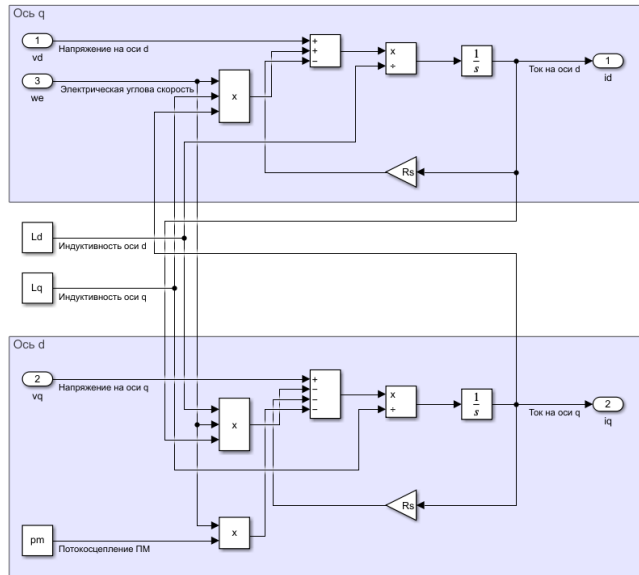 Ось q
1
Напряжение на оси d
vd
3
Электрическая углова скорость
we
+
+
−
x
x
÷
1
s
Ток на оси d
1
id
Rs
Ld
Индуктивность оси d
Lq
Индуктивность оси q
Ось d
2
Напряжение на оси q
vq
+
−
−
−
x
x
÷
1
s
Ток на оси q
2
iq
Rs
x
pm
Потокосцепление ПМ